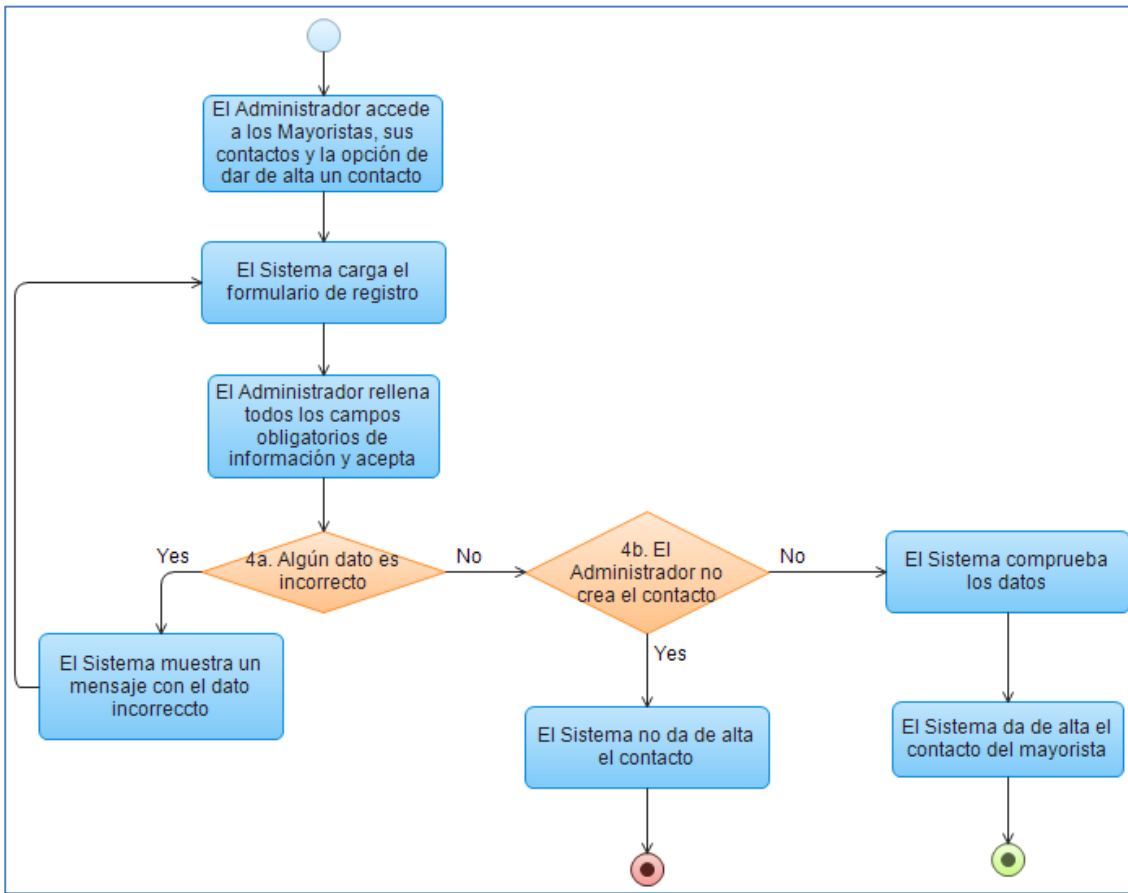 El Administrador accede
a los Mayoristas, sus
contactos y la opción de
dar de alta un contacto
El Sistema carga el
formulario de registro
El Administrador rellena
todos los campos
obligatorios de
información y acepta
Yes
4a. Algún dato es
incorrecto
No
4b. El
Administrador no
crea el contacto
No
El Sistema comprueba
los datos
El Sistema muestra un
mensaje con el dato
incorreccto
Yes
El Sistema no da de alta
el contacto
El Sistema da de alta el
contacto del mayorista